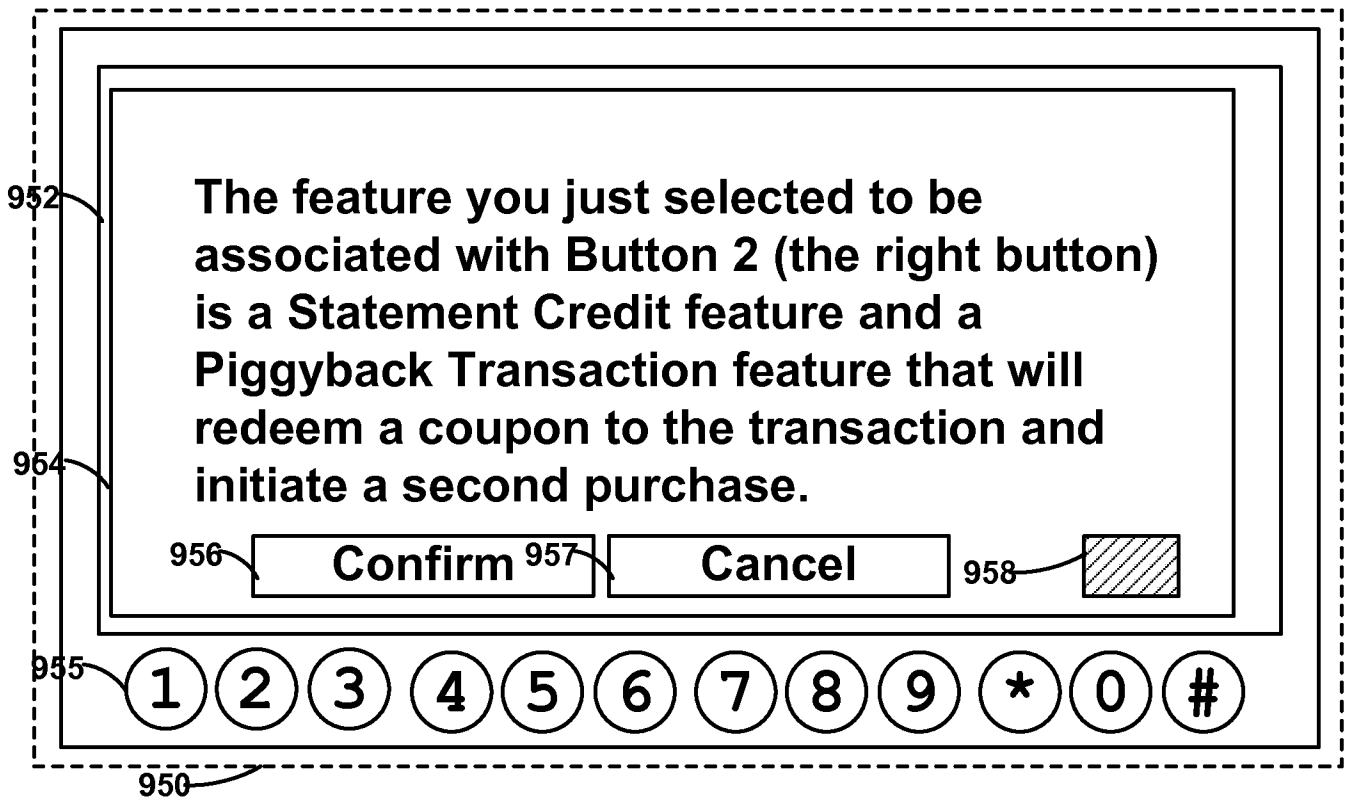 952
The feature you just selected to be
associated with Button 2 (the right button)
is a Statement Credit feature and a
Piggyback Transaction feature that will
964
redeem a coupon to the transaction and
initiate a second purchase.
956 Confirm 957 Cancel 958
955 1 2 3 4 5 6 7 8 9 * 0 #
950